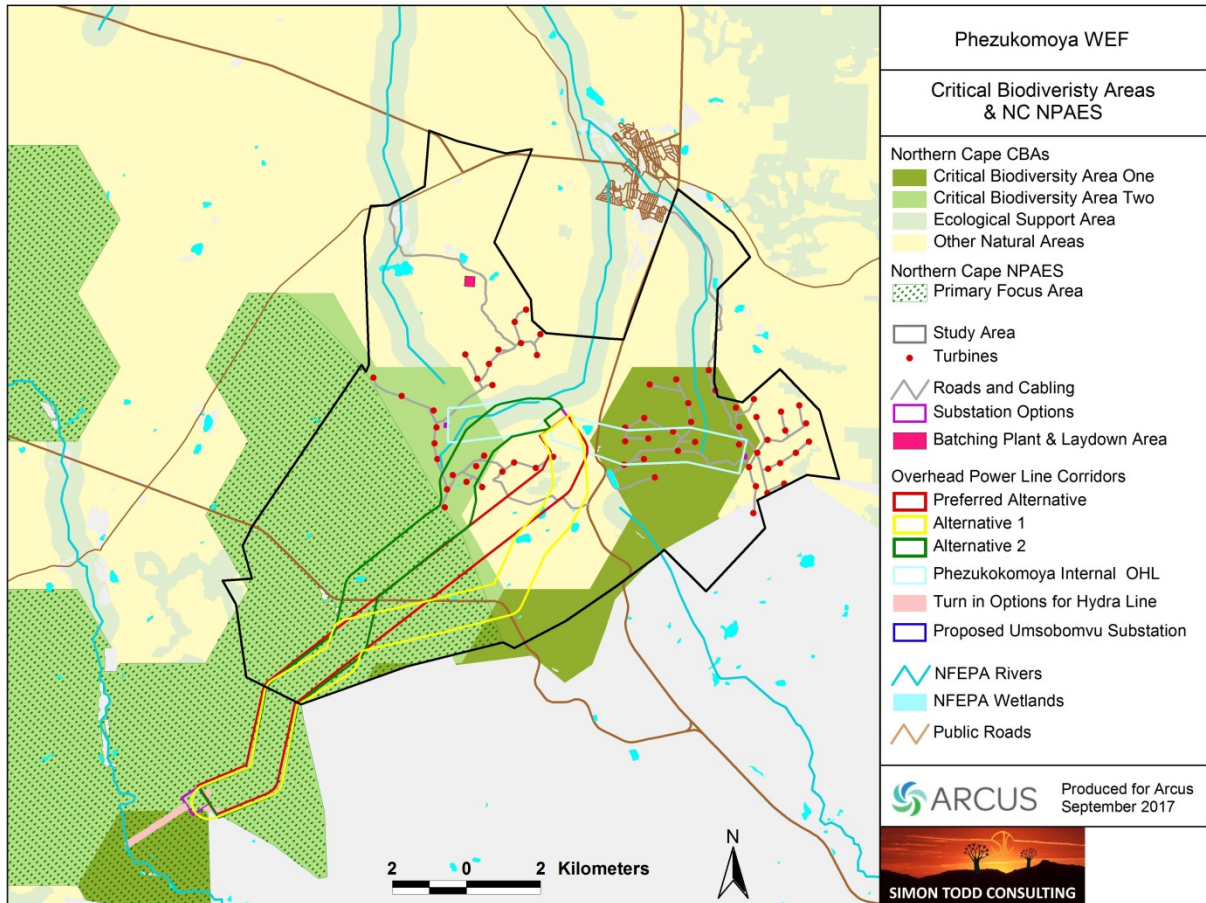 Phezukomoya WEF
Critical Biodiveristy Areas
& NC NPAES
Northern Cape CBAs
Critical Biodiversity Area One
Critical Biodiversity Area Two
Ecological Support Area
Other Natural Areas
Northern Cape NPAES
Primary Focus Area
Study Area
Turbines
Roads and Cabling
Substation Options
Batching Plant & Laydown Area
Overhead Power Line Corridors
Preferred Alternative
Alternative 1
Alternative 2
Phezukokomoya Internal OHL
Turn in Options for Hydra Line
Proposed Umsobomvu Substation
NFEPA Rivers
NFEPA Wetlands
Public Roads
ARCUS
Produced for Arcus
September 2017
SIMON TODD CONSULTING
N
2 0 2 Kilometers